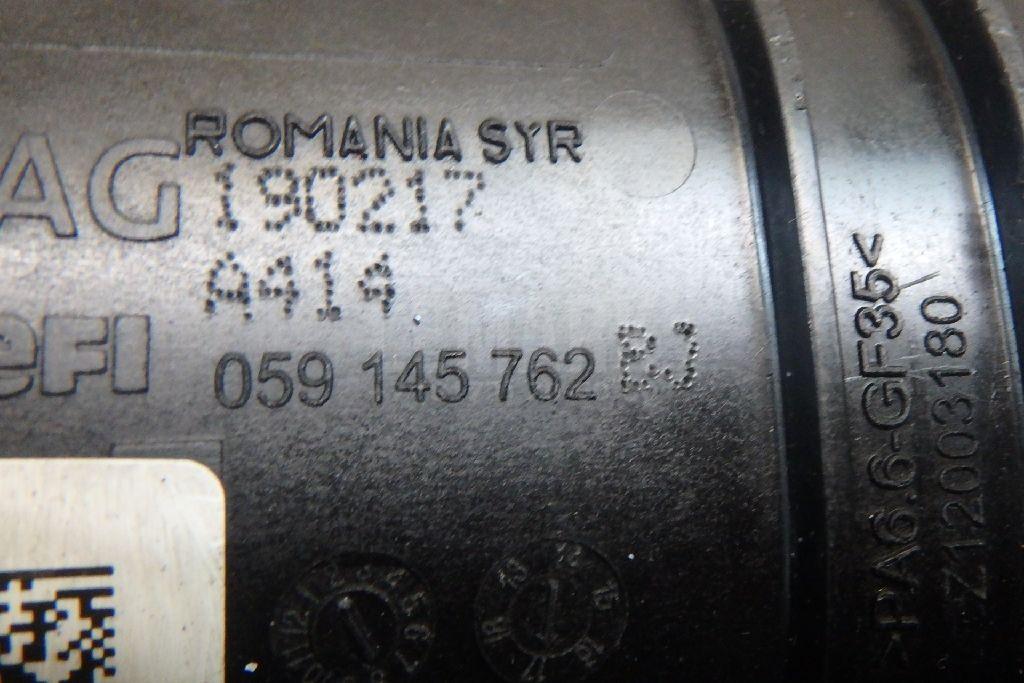 AG
ROMANIA SYR
190217
A414
eFI
059 145 762 BJ
>PA6.6-GF35<
Z12003180